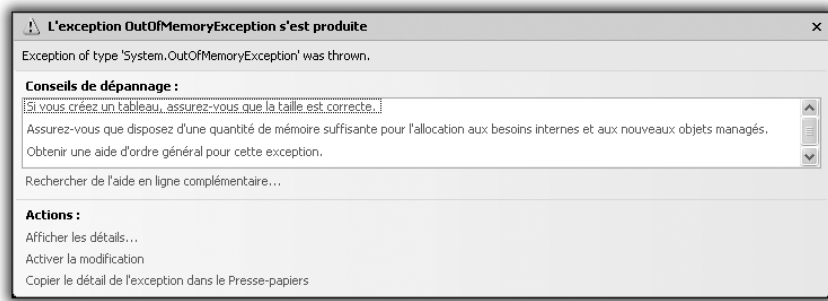 L'exception OutOfMemoryException s'est produite
Exception of type 'System.OutOfMemoryException' was thrown.
Conseils de dépannage :
Si vous créez un tableau, assurez-vous que la taille est correcte.
Assurez-vous que disposez d'une quantité de mémoire suffisante pour l'allocation aux besoins internes et aux nouveaux objets managés.
Obtenir une aide d'ordre général pour cette exception.
Rechercher de l'aide en ligne complémentaire...
Actions :
Afficher les détails...
Activer la modification
Copier le détail de l'exception dans le Presse-papiers